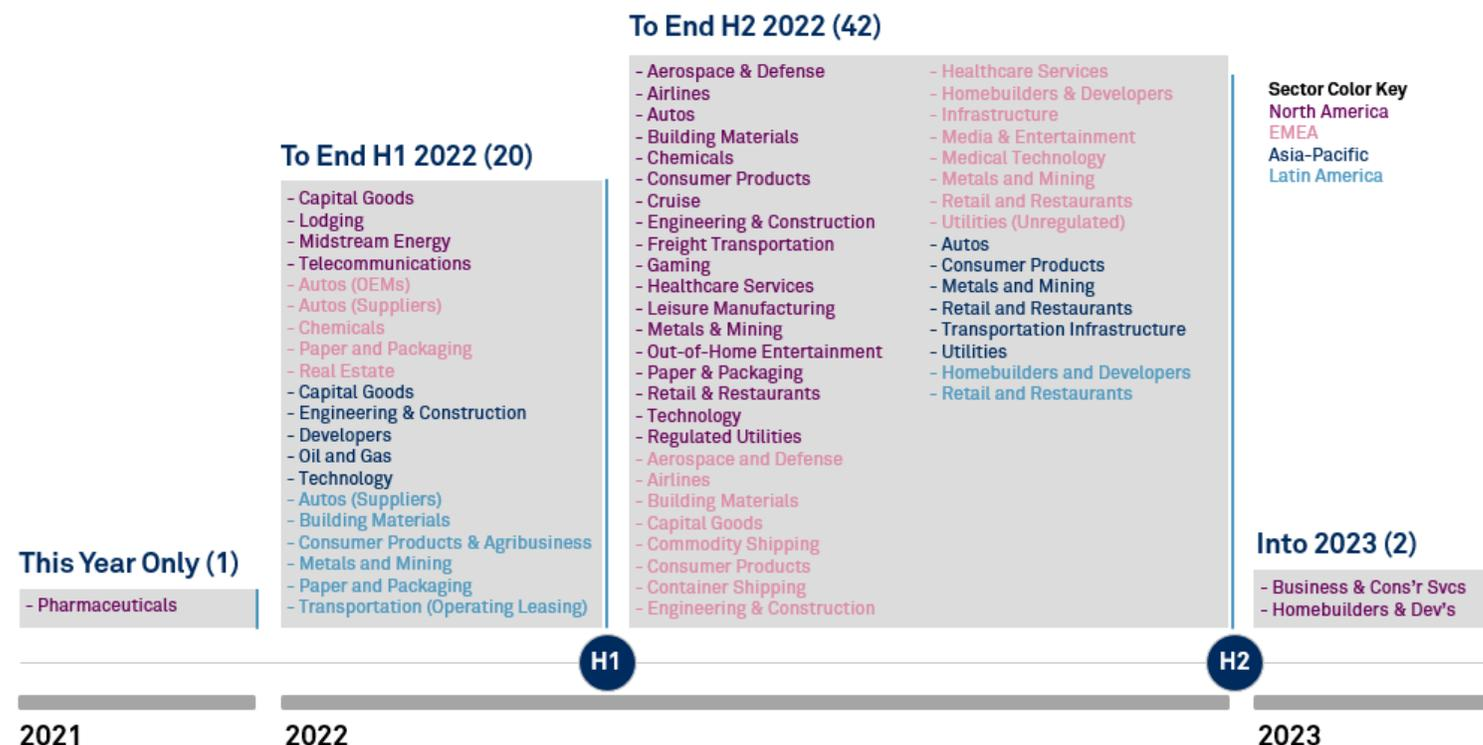 This Year Only (1)
- Pharmaceuticals
To End H1 2022 (20)
- Capital Goods
- Lodging
- Midstream Energy
- Telecommunications
- Autos (OEMs)
- Autos (Suppliers)
- Chemicals
- Paper and Packaging
- Real Estate
- Capital Goods
- Engineering & Construction
- Developers
- Oil and Gas
- Technology
- Autos (Suppliers)
- Building Materials
- Consumer Products & Agribusiness
- Metals and Mining
- Paper and Packaging
- Transportation (Operating Leasing)
To End H2 2022 (42)
- Aerospace & Defense
- Airlines
- Autos
- Building Materials
- Chemicals
- Consumer Products
- Cruise
- Engineering & Construction
- Freight Transportation
- Gaming
- Healthcare Services
- Leisure Manufacturing
- Metals & Mining
- Out-of-Home Entertainment
- Paper & Packaging
- Retail & Restaurants
- Technology
- Regulated Utilities
- Aerospace and Defense
- Airlines
- Building Materials
- Capital Goods
- Commodity Shipping
- Consumer Products
- Container Shipping
- Engineering & Construction
- Healthcare Services
- Homebuilders & Developers
- Infrastructure
- Media & Entertainment
- Medical Technology
- Metals and Mining
- Retail and Restaurants
- Utilities (Unregulated)
- Autos
- Consumer Products
- Metals and Mining
- Retail and Restaurants
- Transportation Infrastructure
- Utilities
- Homebuilders and Developers
- Retail and Restaurants
Sector Color Key
North America
EMEA
Asia-Pacific
Latin America
Into 2023 (2)
- Business & Cons'r Svcs
- Homebuilders & Dev's
H1
H2
2021
2022
2023